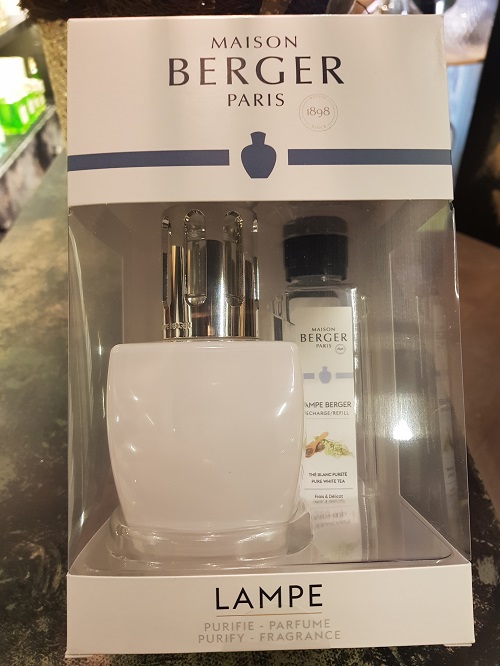 MAISON
BERGER
PARIS
1898
MAISON
BERGER
PARIS
LAMPE BERGER
RECHARGE/REFILL
THÉ BLANC PURETÉ
PURE WHITE TEA
Frais & Délicat
LAMPE
PURIFIE - PARFUME
PURIFY - FRAGRANCE